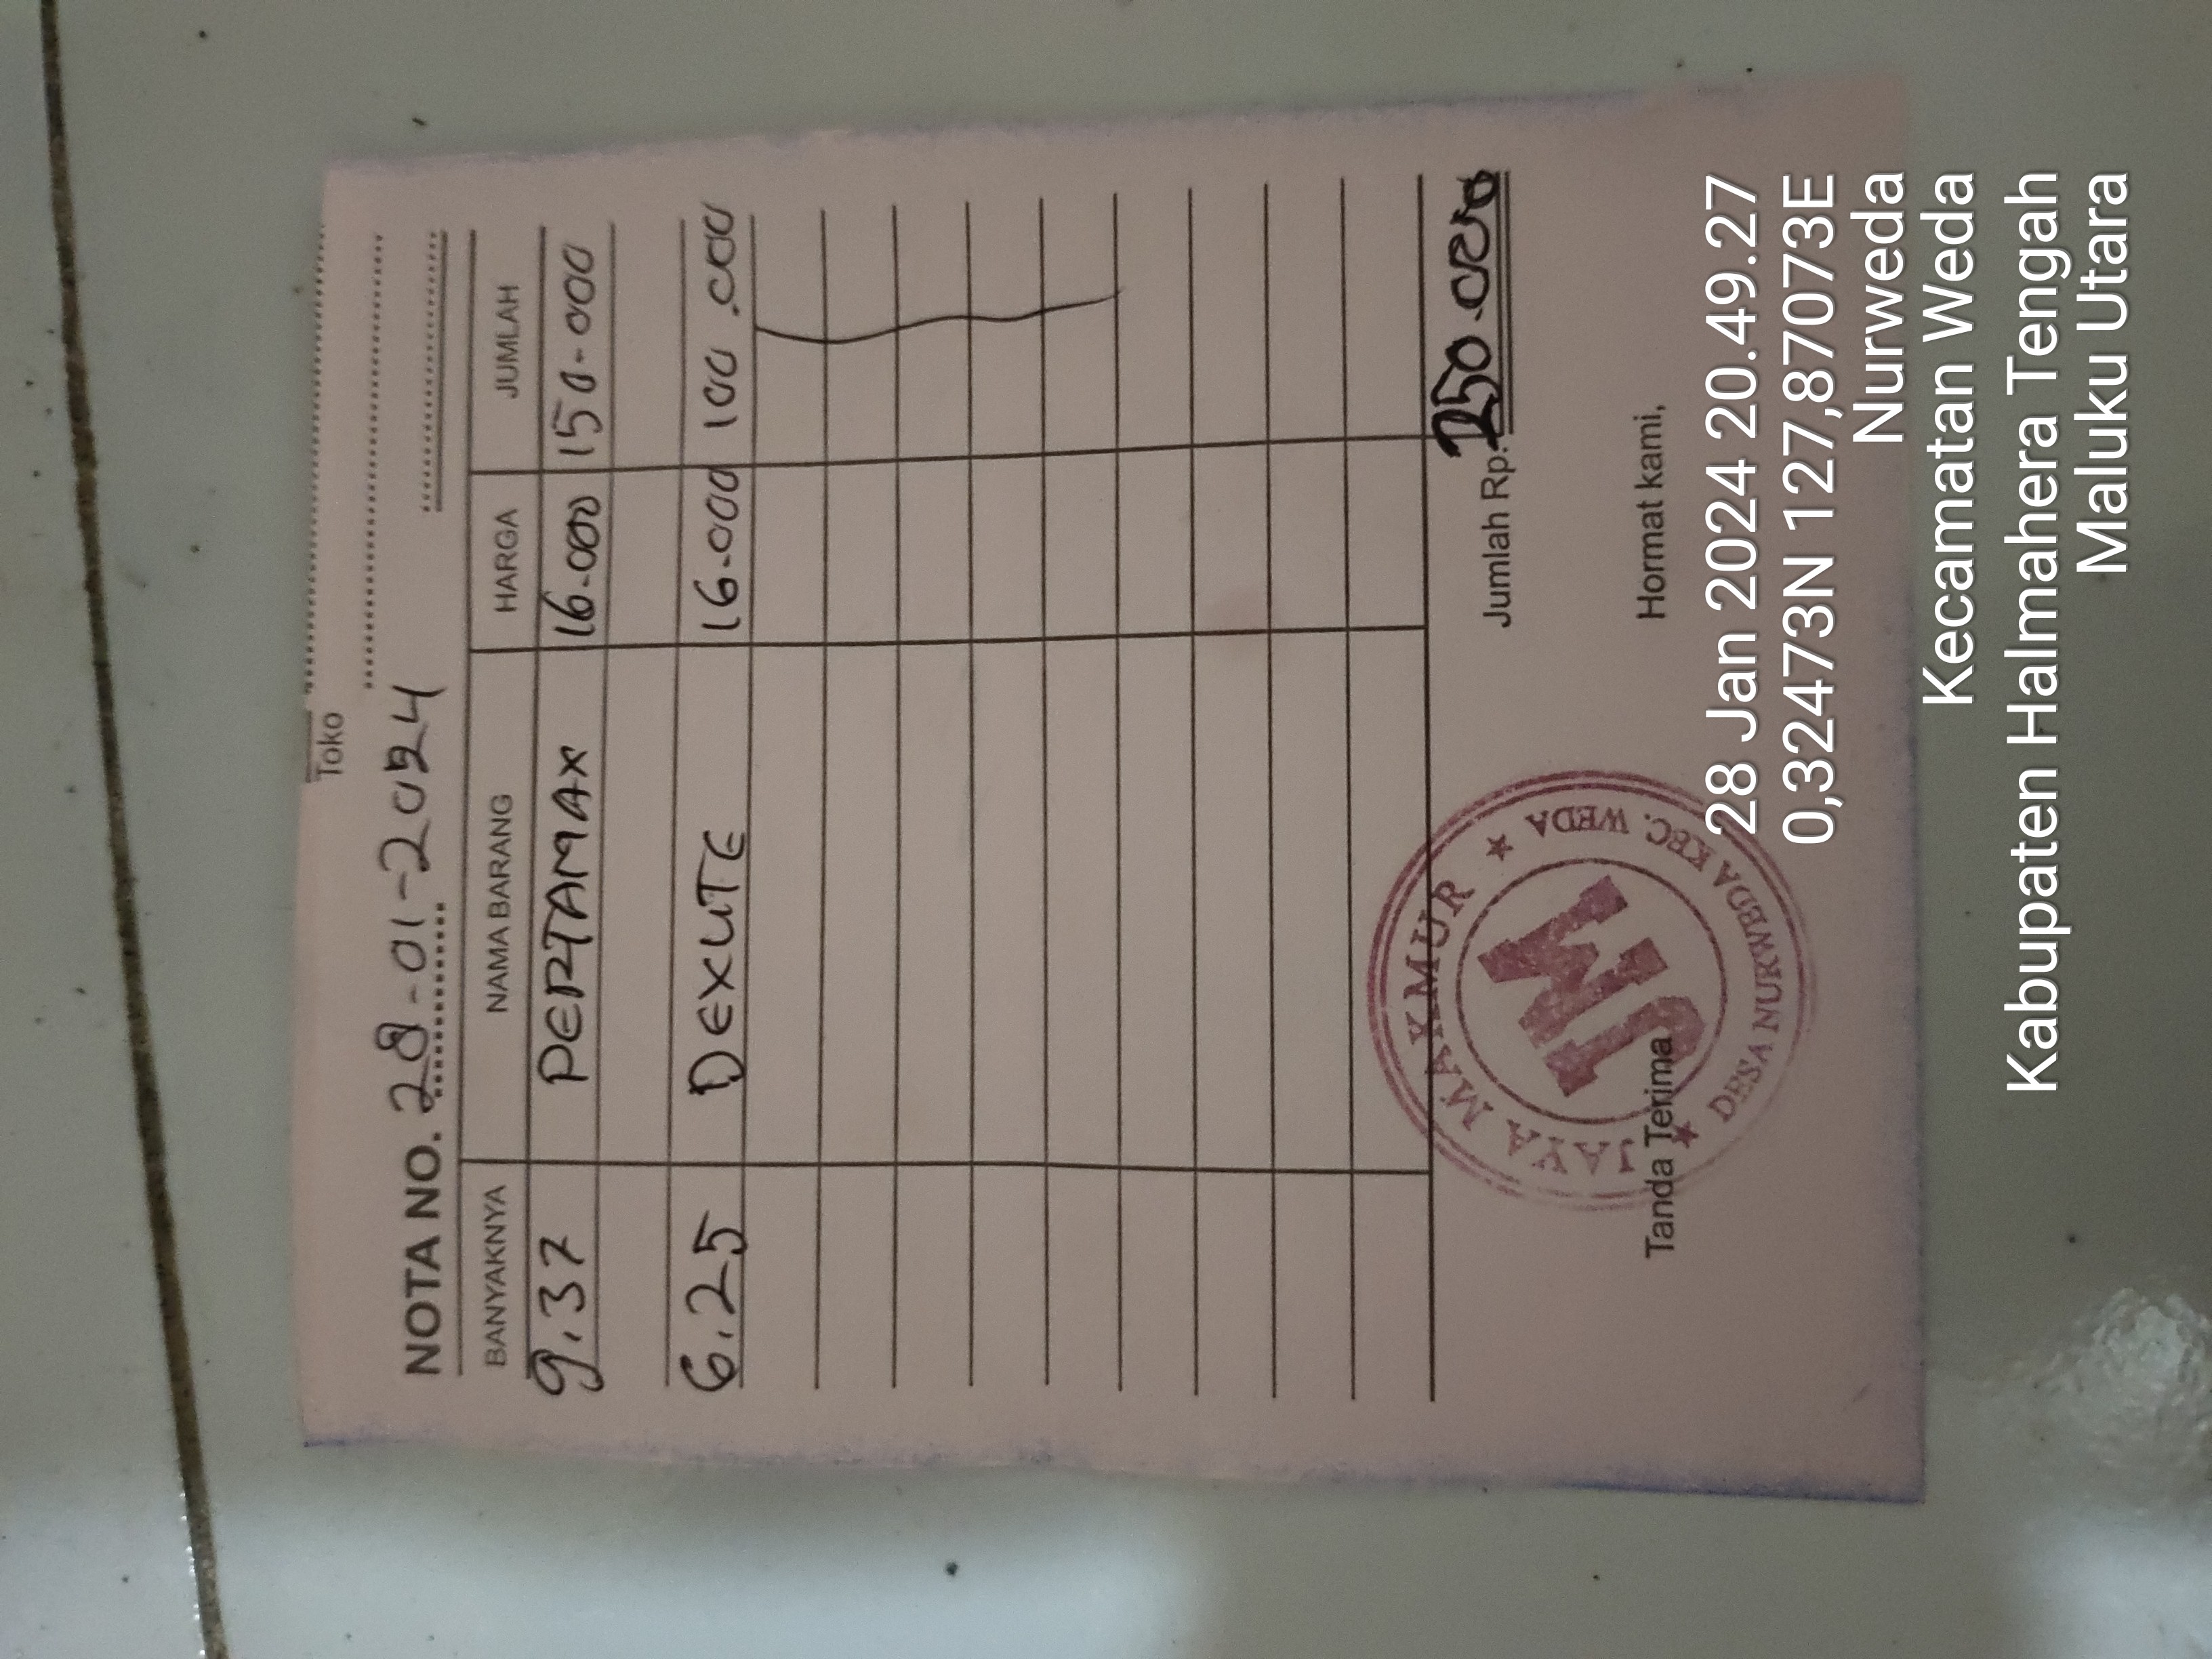 Toko
NOTA NO. 28-01-2024
BANYAKNYA NAMA BARANG HARGA JUMLAH
9.37 PERTAMAX 16.000 150.000
6.25 DEXLITE 16.000 100.000
Jumlah Rp. 250.000
Tanda Terima Hormat kami,
JAYA MAKMUR
JM
DESA NURWEDA KEC. WEDA
28 Jan 2024 20.49.27
0,322473N 127,870073E
Nurweda
Kecamatan Weda
Kabupaten Halmahera Tengah
Maluku Utara